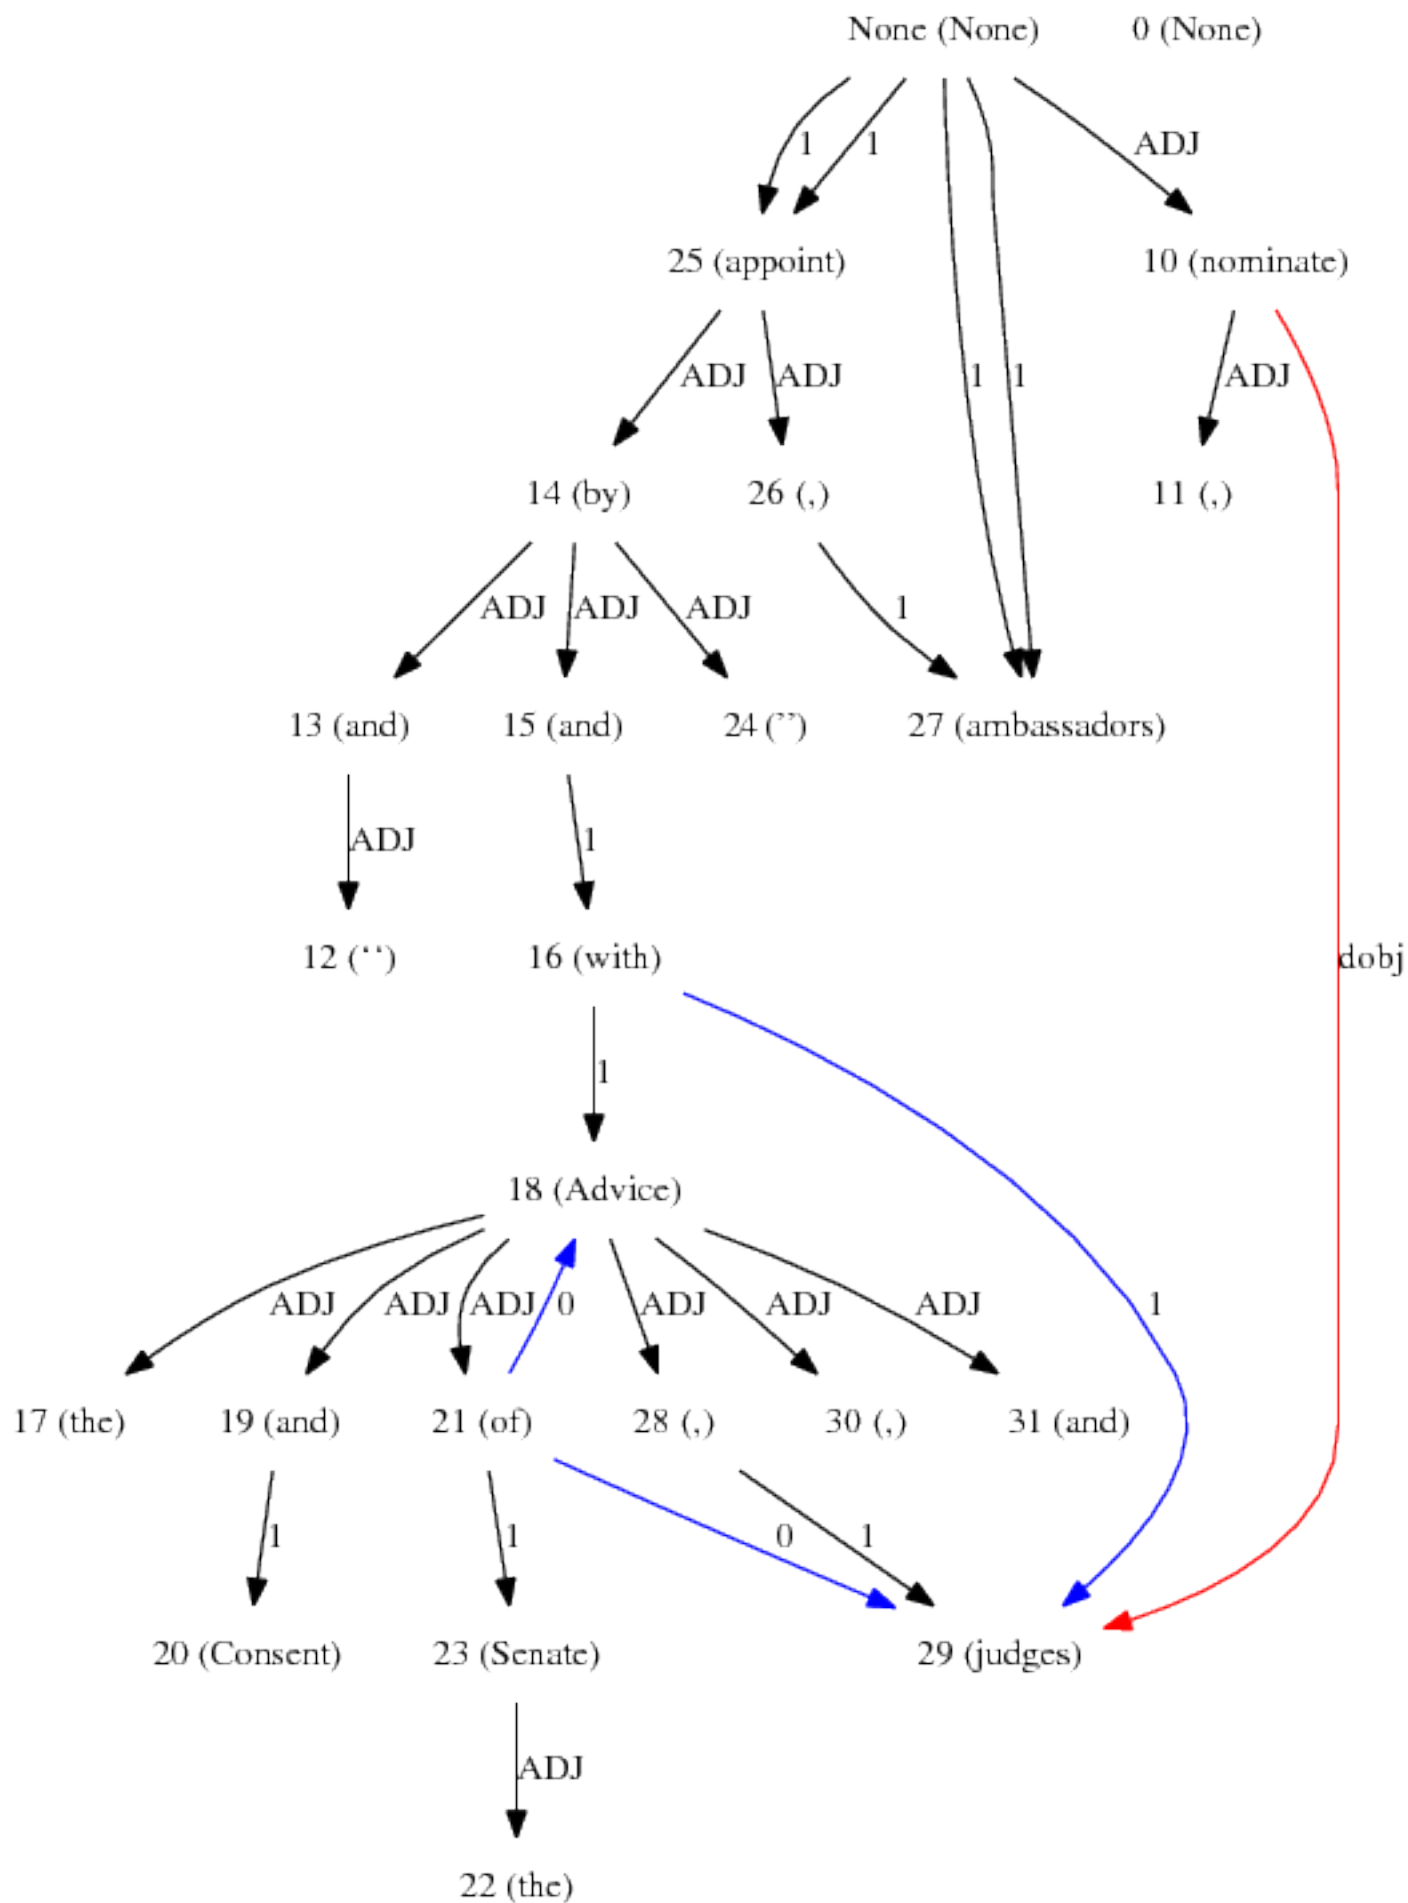 None (None) 0 (None)
1 1 ADJ
25 (appoint) 10 (nominate)
ADJ ADJ 1 1 ADJ
14 (by) 26 (,) 11 (,)
ADJ ADJ ADJ 1
13 (and) 15 (and) 24 ('') 27 (ambassadors)
ADJ 1
12 (‘‘) 16 (with) dobj
1
18 (Advice)
ADJ ADJ ADJ 0 ADJ ADJ ADJ 1
17 (the) 19 (and) 21 (of) 28 (,) 30 (,) 31 (and)
1 1 0 1
20 (Consent) 23 (Senate) 29 (judges)
ADJ
22 (the)